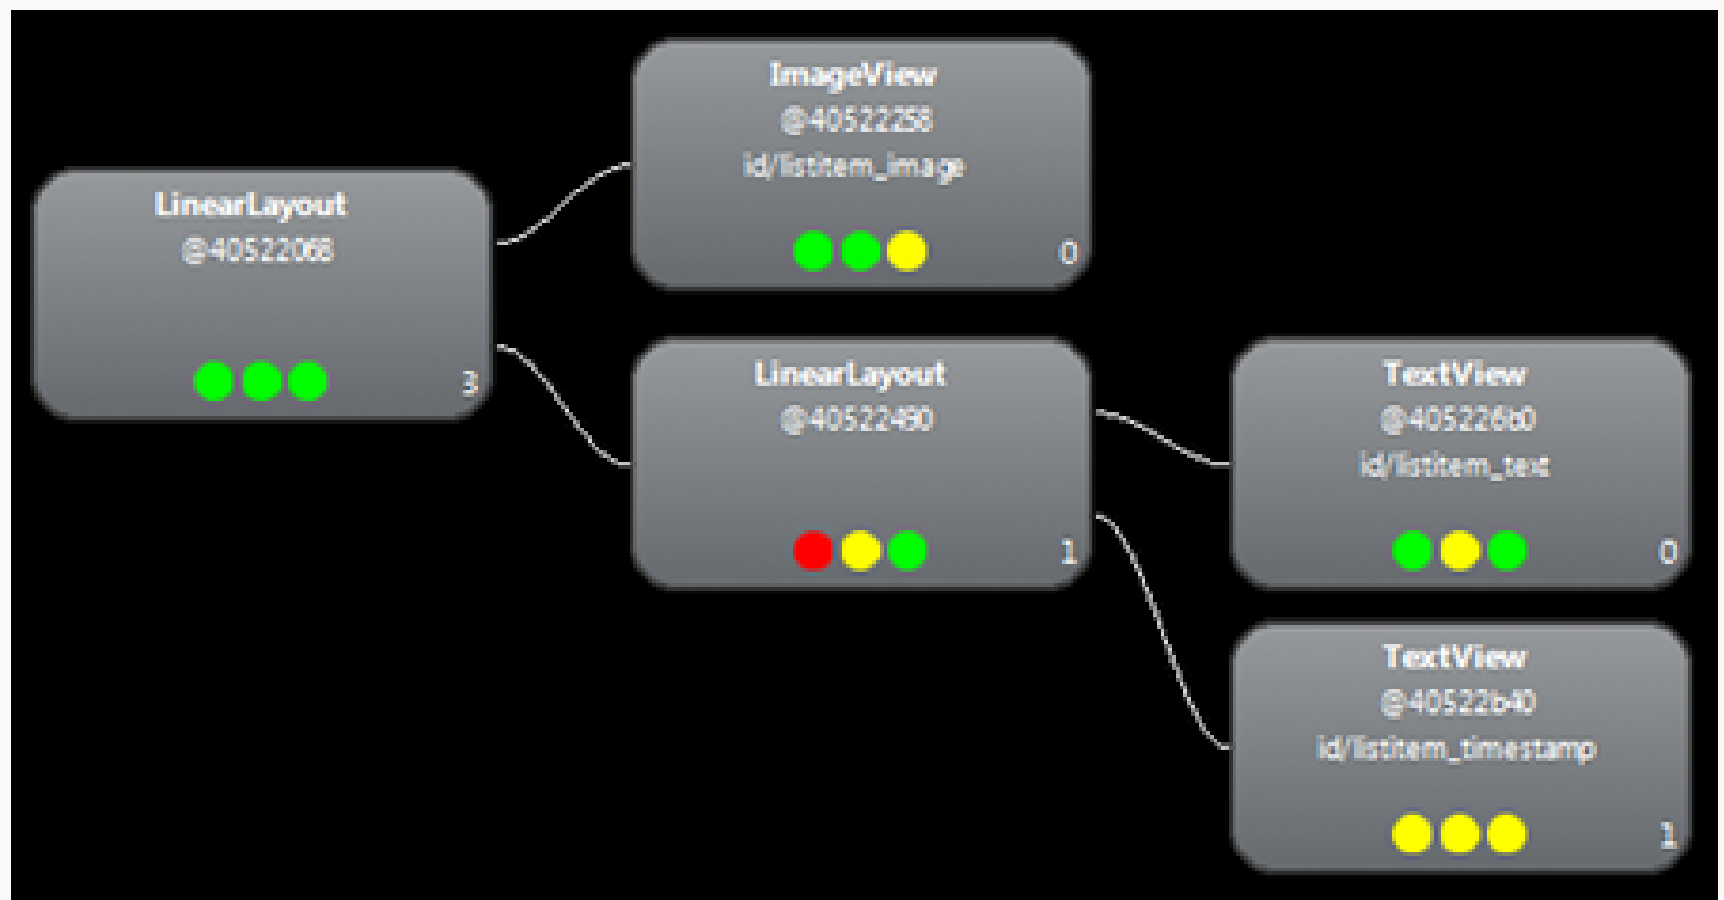 LinearLayout
@40522068
3
ImageView
@40522258
id/listitem_image
0
LinearLayout
@40522490
1
TextView
@405226b0
id/listitem_text
0
TextView
@40522b40
id/listitem_timestamp
1